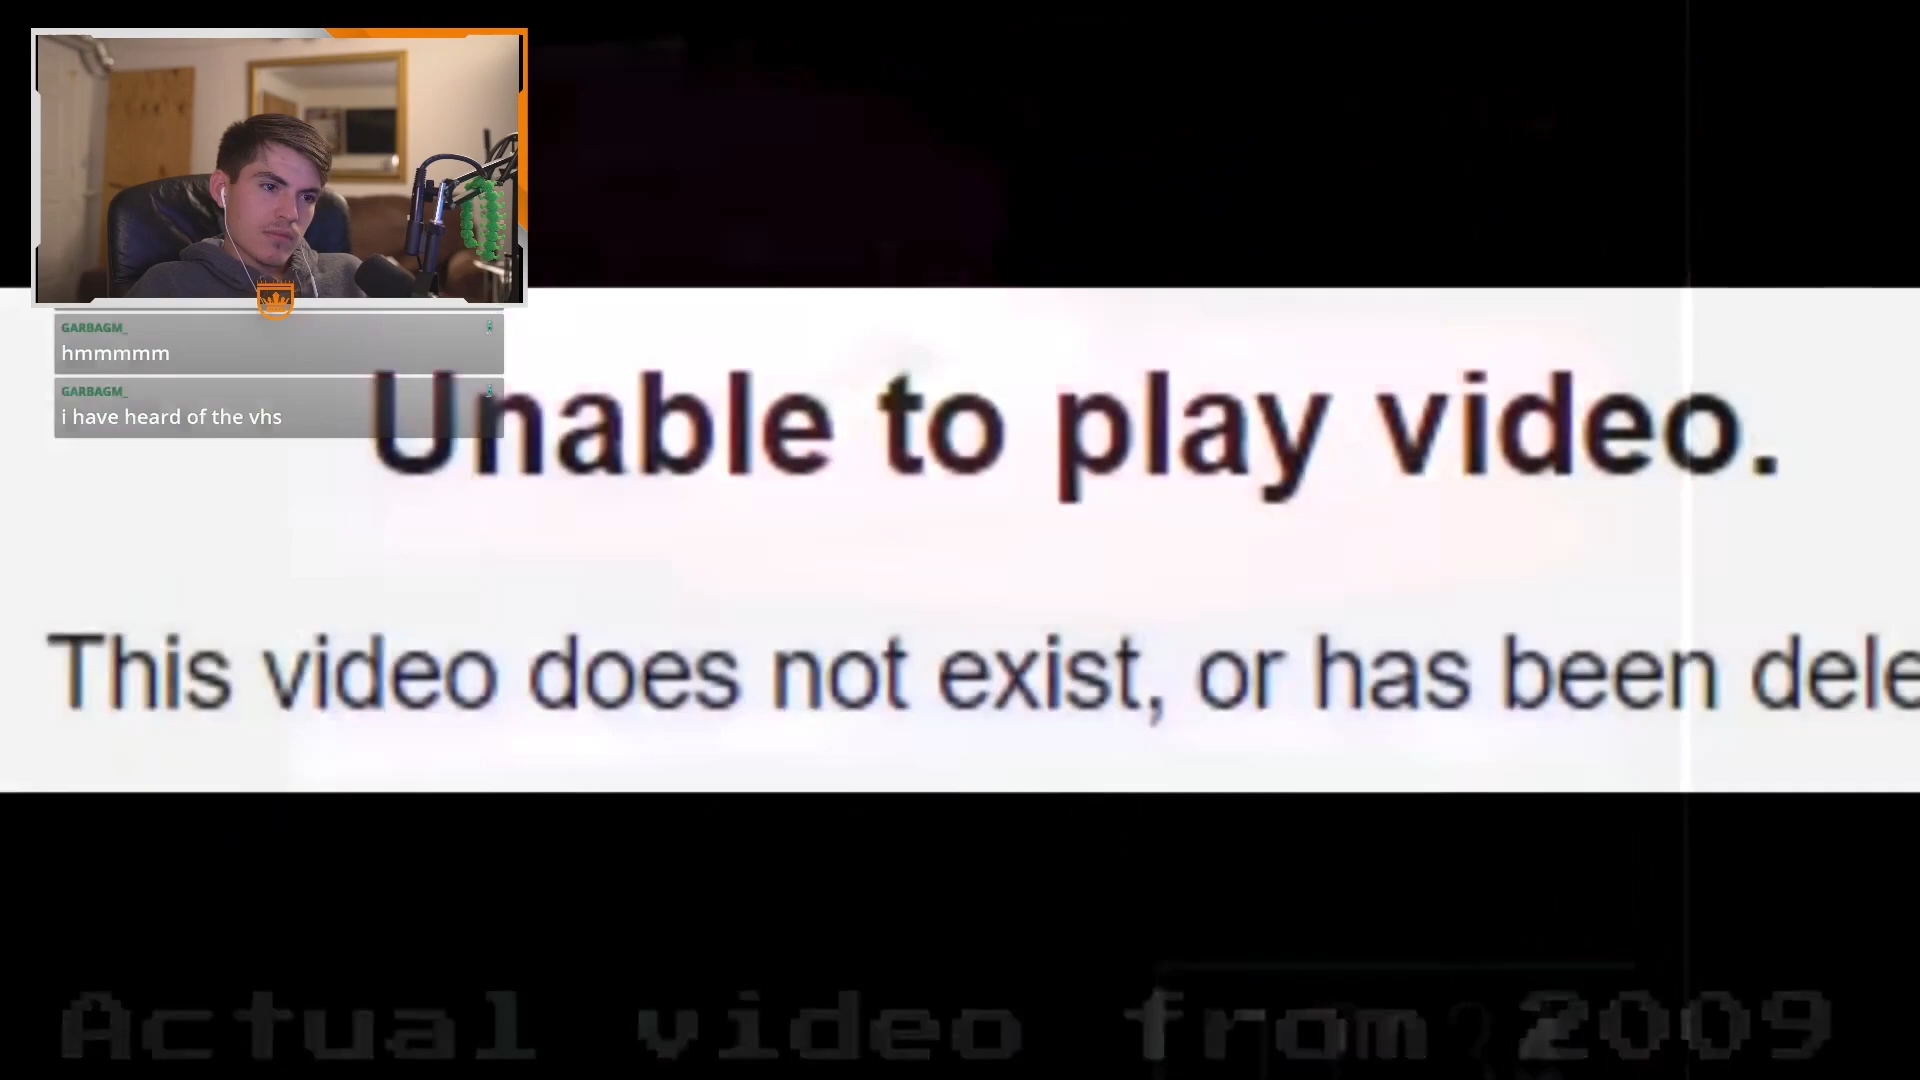 GARBAGM_
hmmmmm
GARBAGM_
i have heard of the vhs
Unable to play video.
This video does not exist, or has been dele
Actual video from 2009